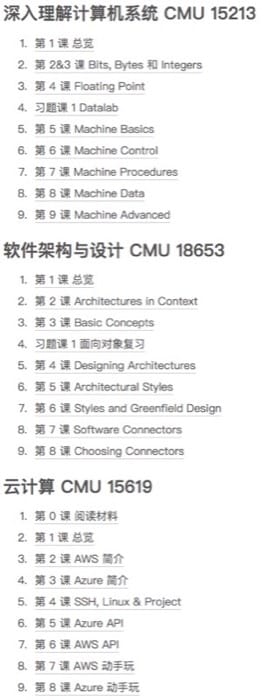 深入理解计算机系统 CMU 15213
1. 第 1 课 总览
2. 第 2&3 课 Bits, Bytes 和 Integers
3. 第 4 课 Floating Point
4. 习题课 1 Datalab
5. 第 5 课 Machine Basics
6. 第 6 课 Machine Control
7. 第 7 课 Machine Procedures
8. 第 8 课 Machine Data
9. 第 9 课 Machine Advanced
软件架构与设计 CMU 18653
1. 第 1 课 总览
2. 第 2 课 Architectures in Context
3. 第 3 课 Basic Concepts
4. 习题课 1 面向对象复习
5. 第 4 课 Designing Architectures
6. 第 5 课 Architectural Styles
7. 第 6 课 Styles and Greenfield Design
8. 第 7 课 Software Connectors
9. 第 8 课 Choosing Connectors
云计算 CMU 15619
1. 第 0 课 阅读材料
2. 第 1 课 总览
3. 第 2 课 AWS 简介
4. 第 3 课 Azure 简介
5. 第 4 课 SSH, Linux & Project
6. 第 5 课 Azure API
7. 第 6 课 AWS API
8. 第 7 课 AWS 动手玩
9. 第 8 课 Azure 动手玩